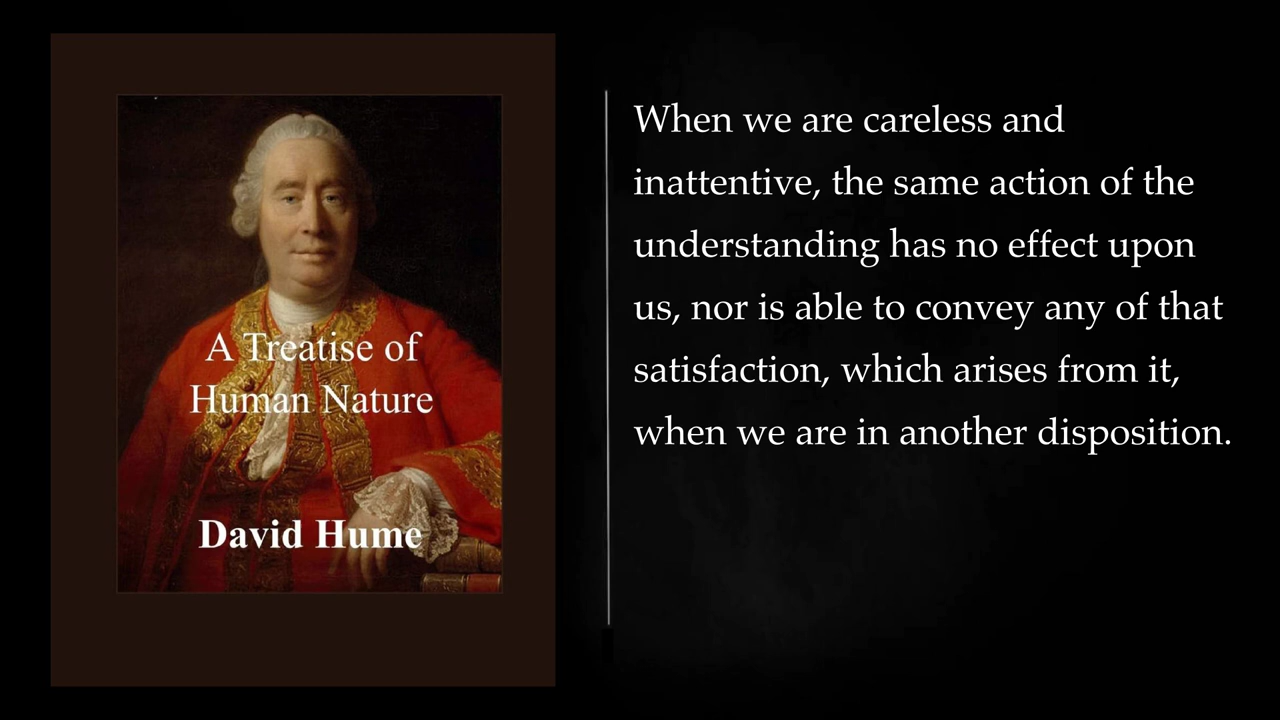 A Treatise of
Human Nature
David Hume
When we are careless and
inattentive, the same action of the
understanding has no effect upon
us, nor is able to convey any of that
satisfaction, which arises from it,
when we are in another disposition.